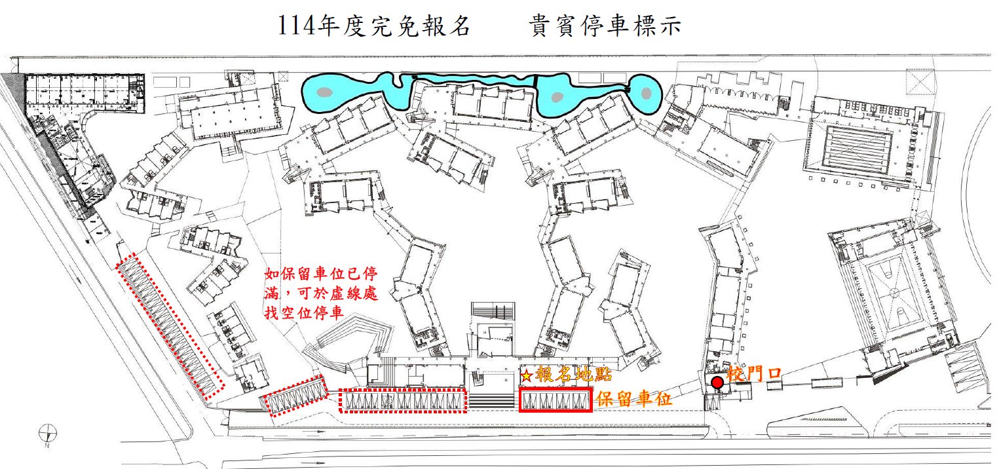 114年度完免報名 貴賓停車標示
如保留車位已停
滿，可於虛線處
找空位停車
★報名地點
校門口
保留車位
N